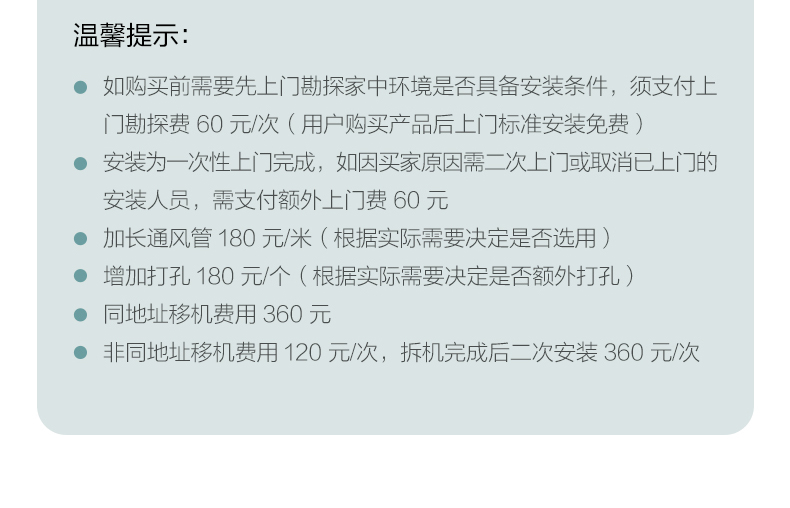 温馨提示：
如购买前需要先上门勘探家中环境是否具备安装条件，须支付上
门勘探费 60 元/次（用户购买产品后上门标准安装免费）
安装为一次性上门完成，如因买家原因需二次上门或取消已上门的
安装人员，需支付额外上门费 60 元
加长通风管 180 元/米（根据实际需要决定是否选用）
增加打孔 180 元/个（根据实际需要决定是否额外打孔）
同地址移机费用 360 元
非同地址移机费用 120 元/次，拆机完成后二次安装 360 元/次